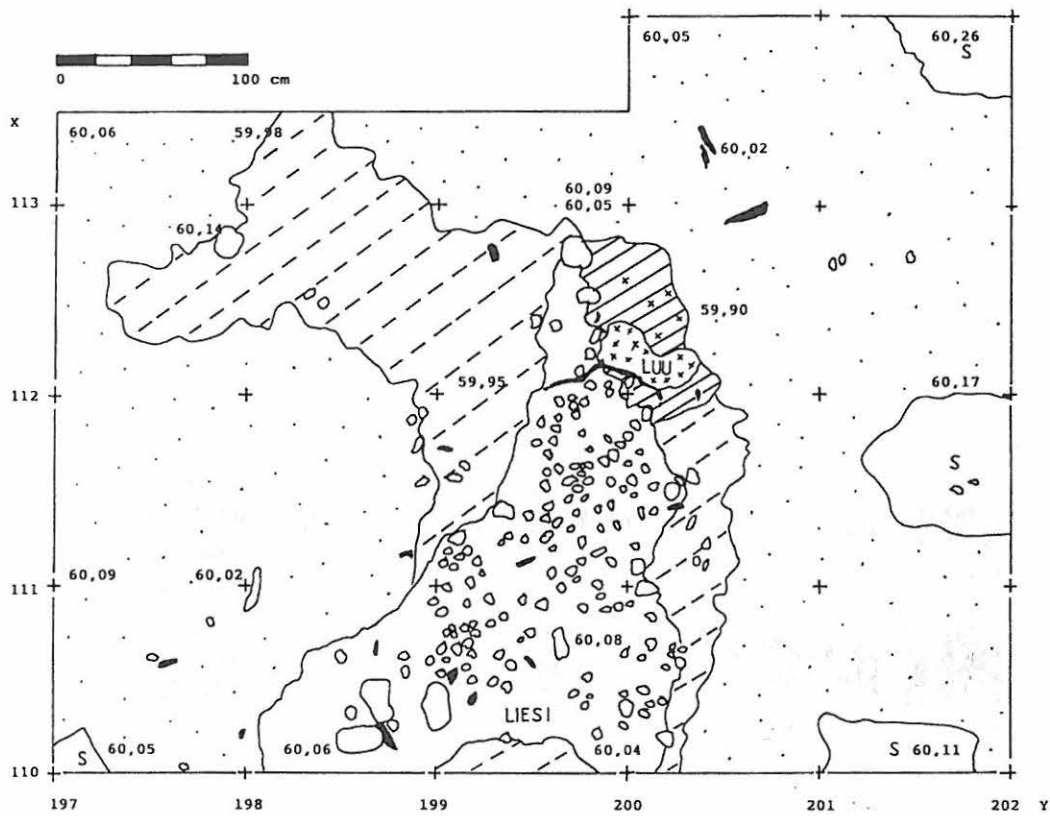 60,05 60,26
S
0 100 cm
X
60,06 59,98 60,02
60,09
113 60,05
60,14
59,90
LUU
59,95 60,17
112
S
60,09 60,02
111
60,08
LIESI
S 60,05 60,06 60,04 S 60,11
110
197 198 199 200 201 202 Y